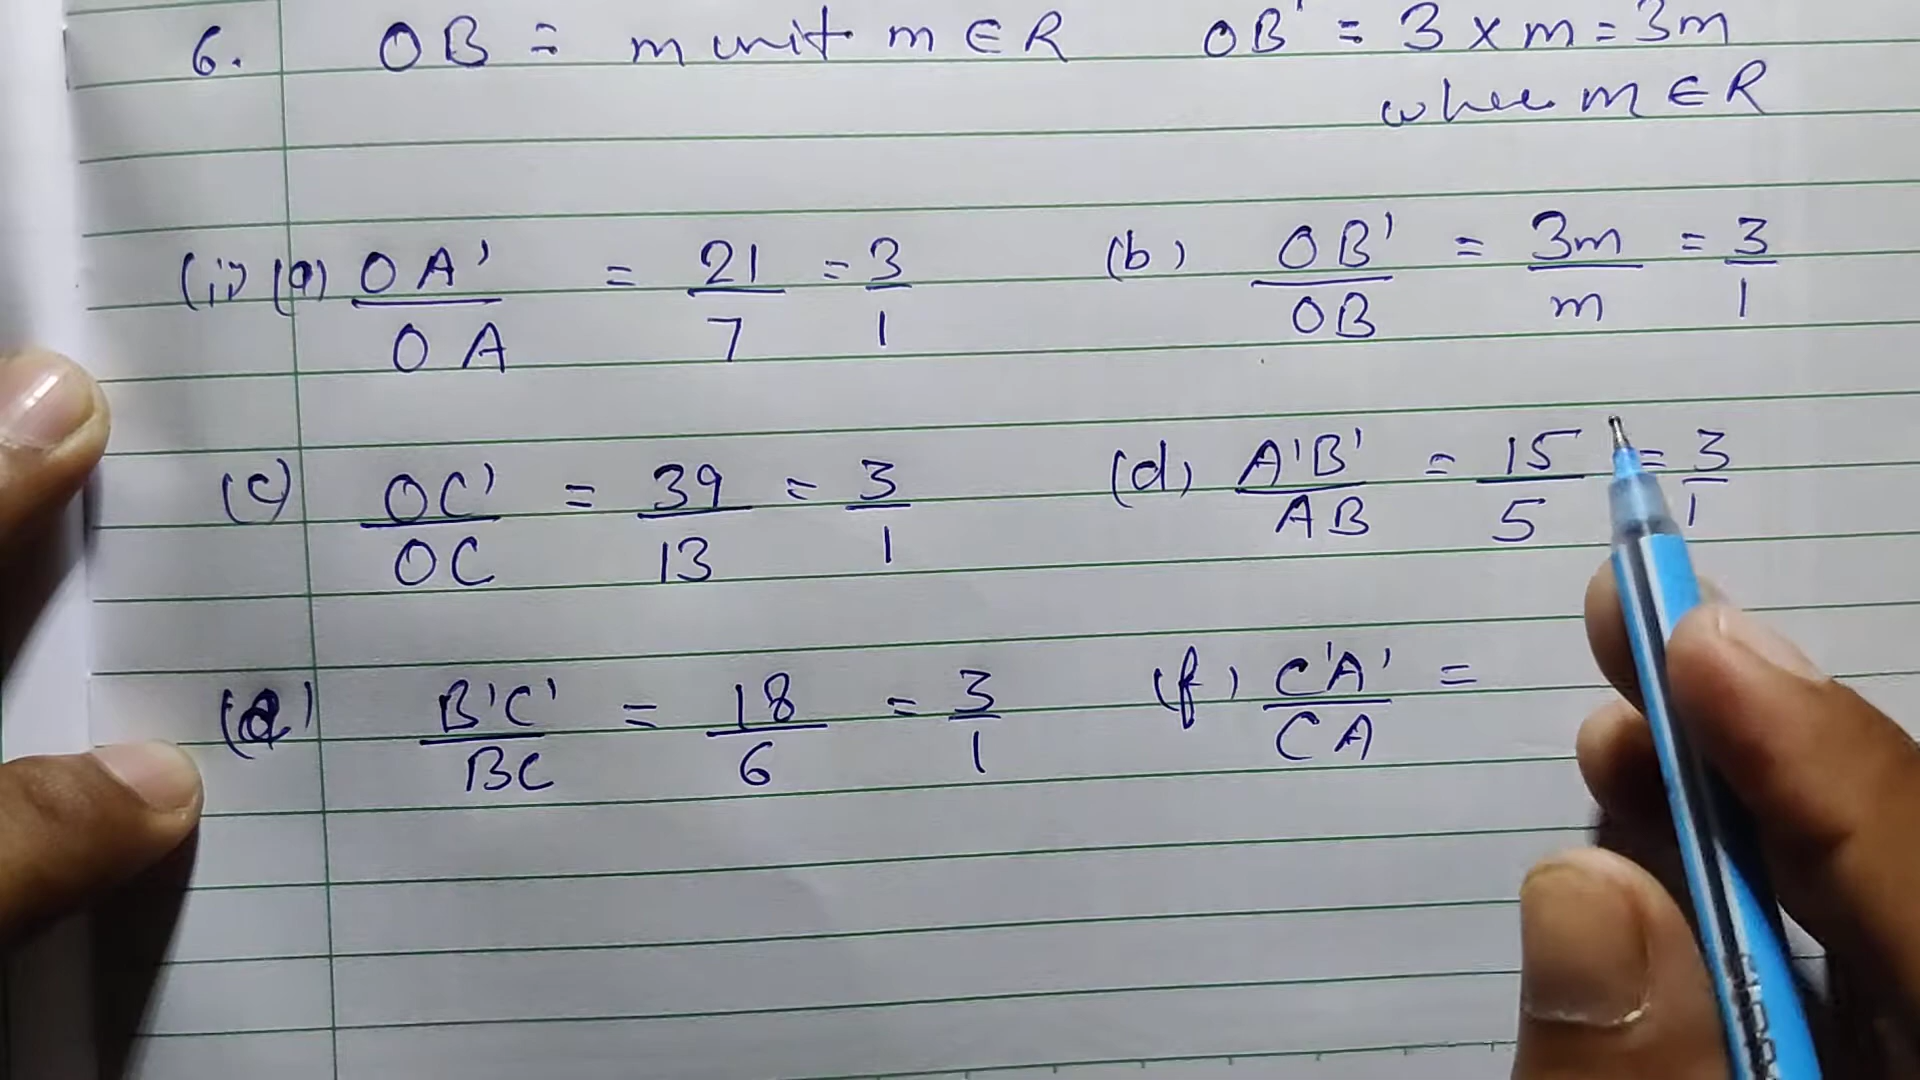 6. OB = m unit m ∈ R OB' = 3 × m = 3m
where m ∈ R
(ii) (a) OA'/OA = 21/7 = 3/1 (b) OB'/OB = 3m/m = 3/1
(c) OC'/OC = 39/13 = 3/1 (d) A'B'/AB = 15/5 = 3/1
(e) B'C'/BC = 18/6 = 3/1 (f) C'A'/CA =